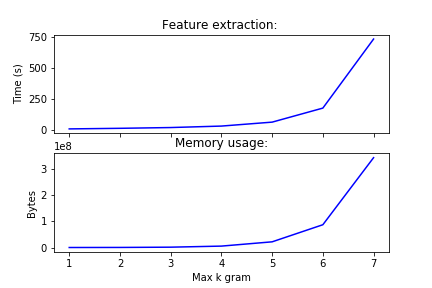 Feature extraction:
750
500
250
0
Time (s)
Memory usage:
1e8
3
2
1
0
Bytes
1 2 3 4 5 6 7
Max k gram